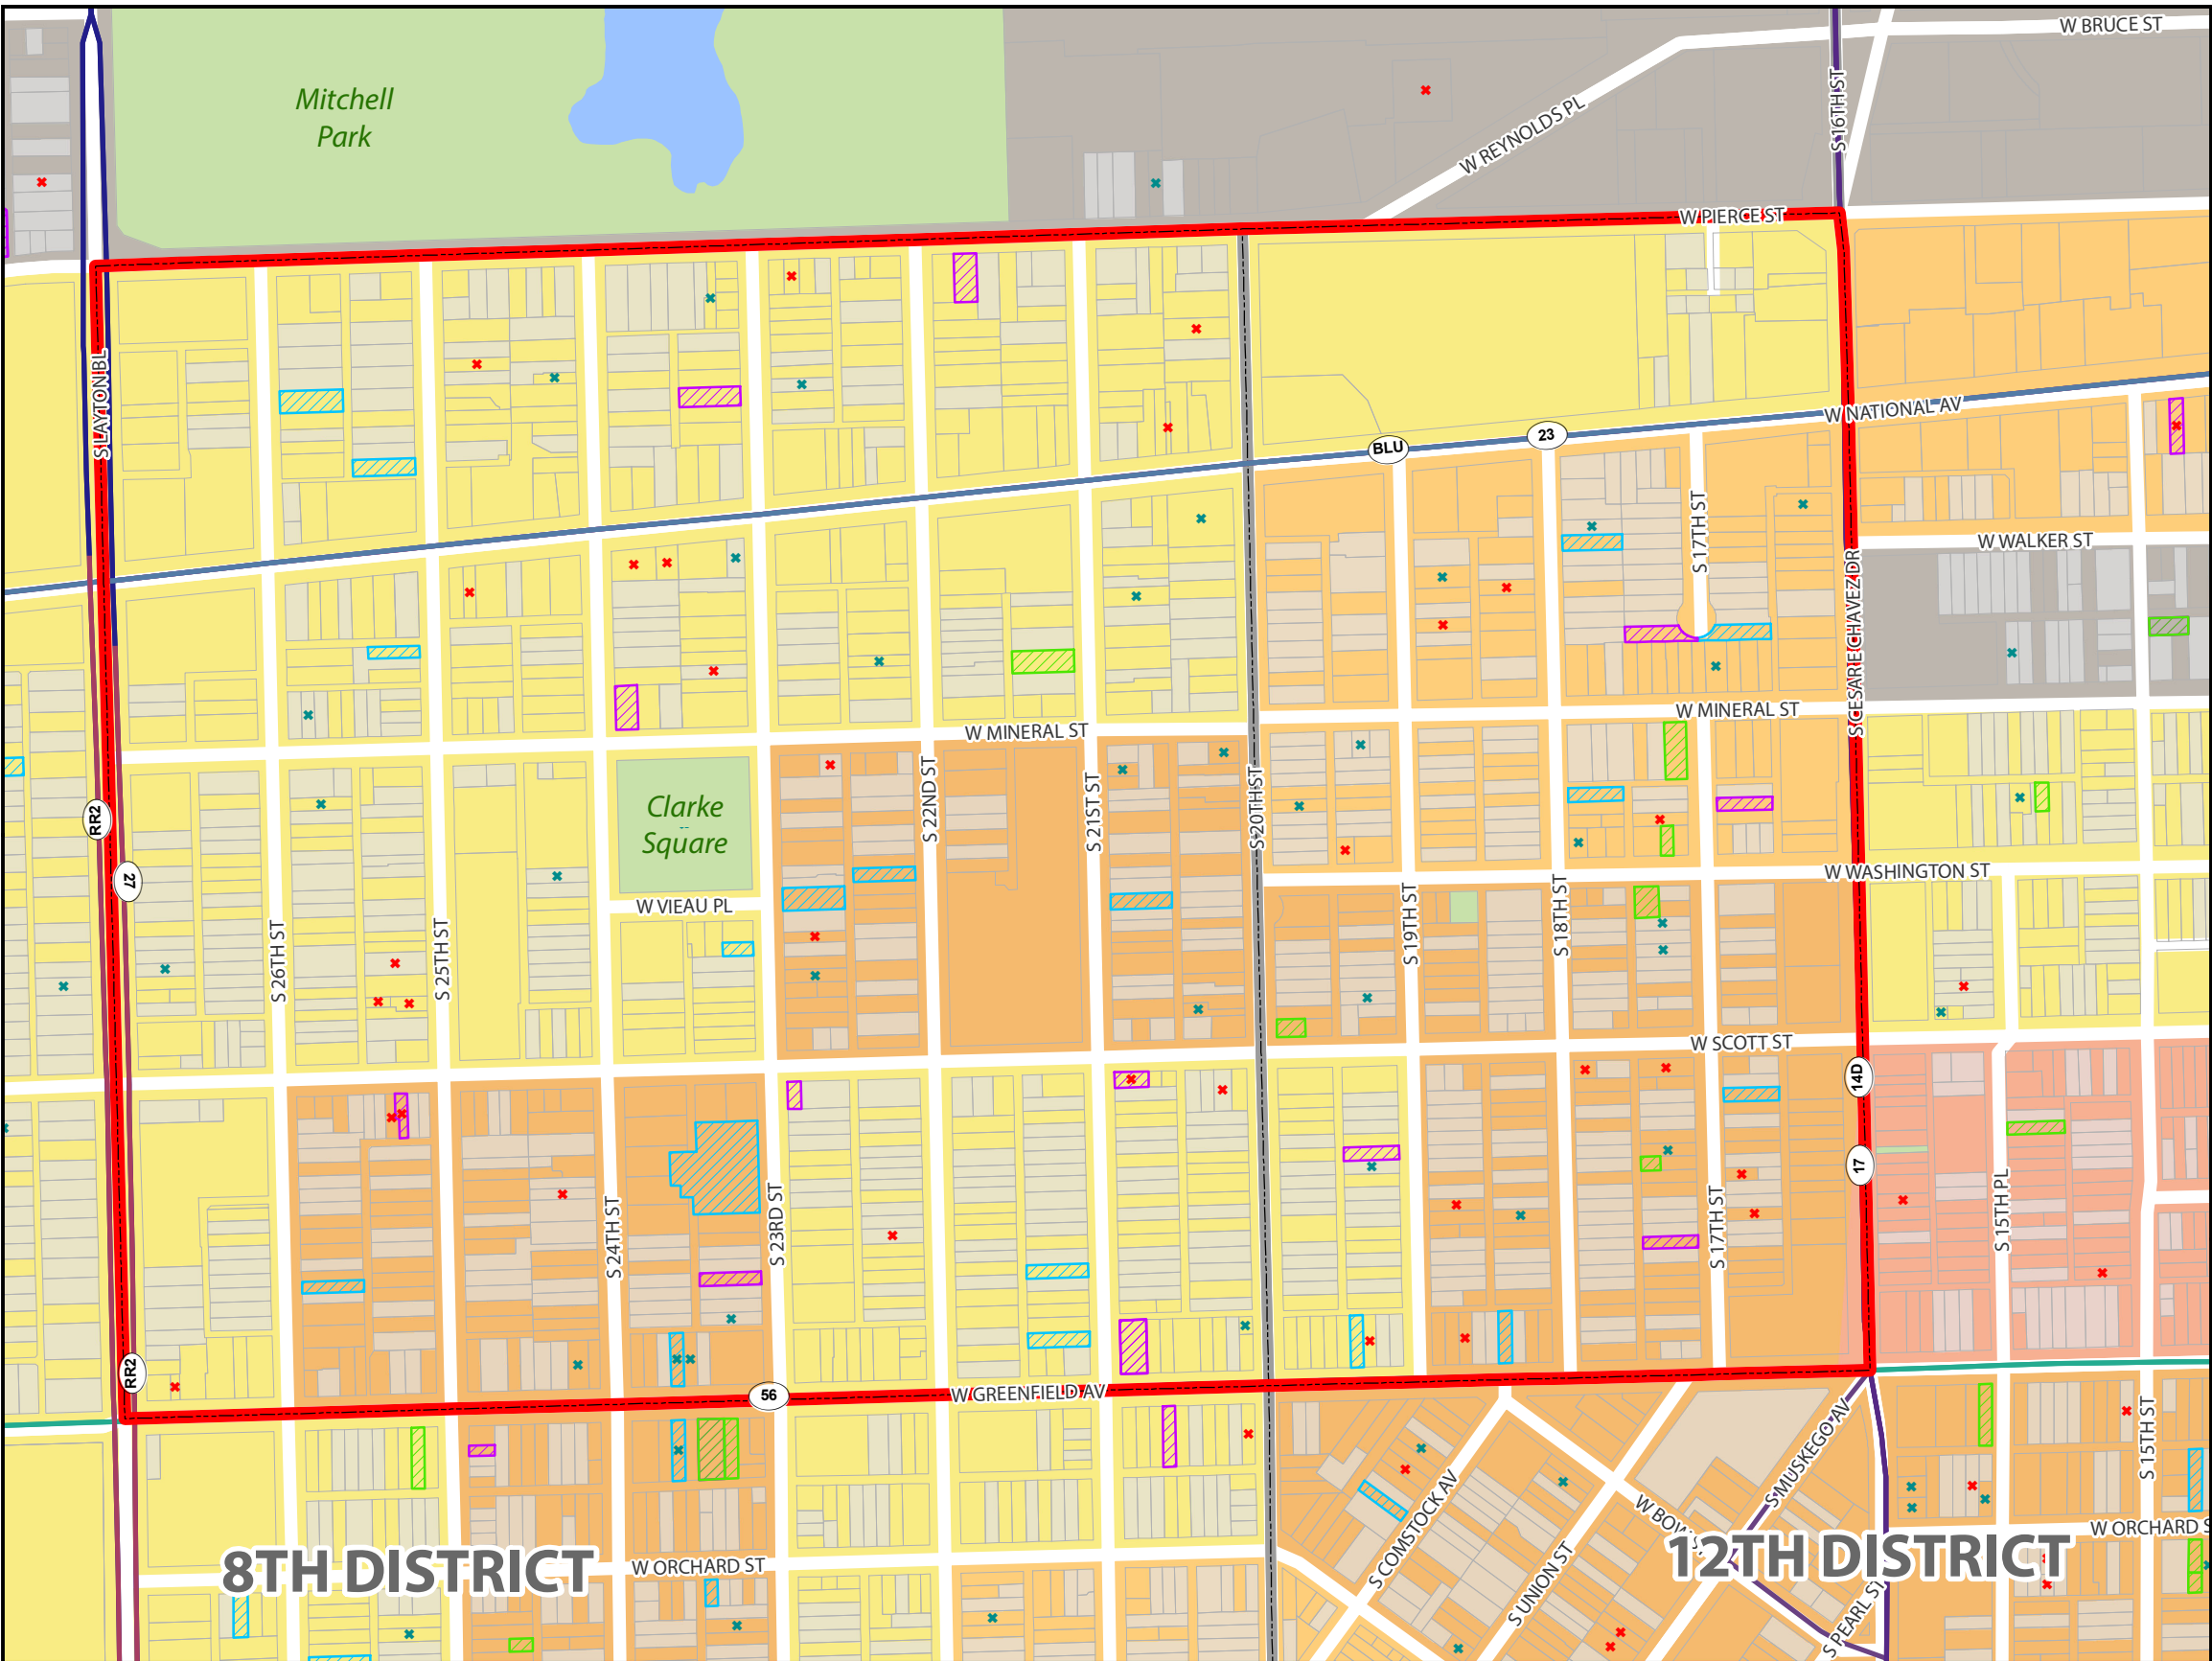 W BRUCE ST
Mitchell
Park
S 16TH ST
W REYNOLDS PL
W PIERCE ST
S LAYTON BL
W NATIONAL AV
23
BLU
S 17TH ST
W WALKER ST
S CESAR E CHAVEZ DR
W MINERAL ST
W MINERAL ST
S 22ND ST
S 21ST ST
S 20TH ST
Clarke
Square
RR2
27
W WASHINGTON ST
W VIEAU PL
S 26TH ST
S 25TH ST
S 19TH ST
S 18TH ST
W SCOTT ST
14D
17
S 24TH ST
S 23RD ST
S 17TH ST
S 15TH PL
RR2
56
W GREENFIELD AV
S MUSKEGO AV
S 15TH ST
S COMSTOCK AV
W ORCHARD ST
8TH DISTRICT
12TH DISTRICT
W ORCHARD S
S UNION ST
S PEARL ST